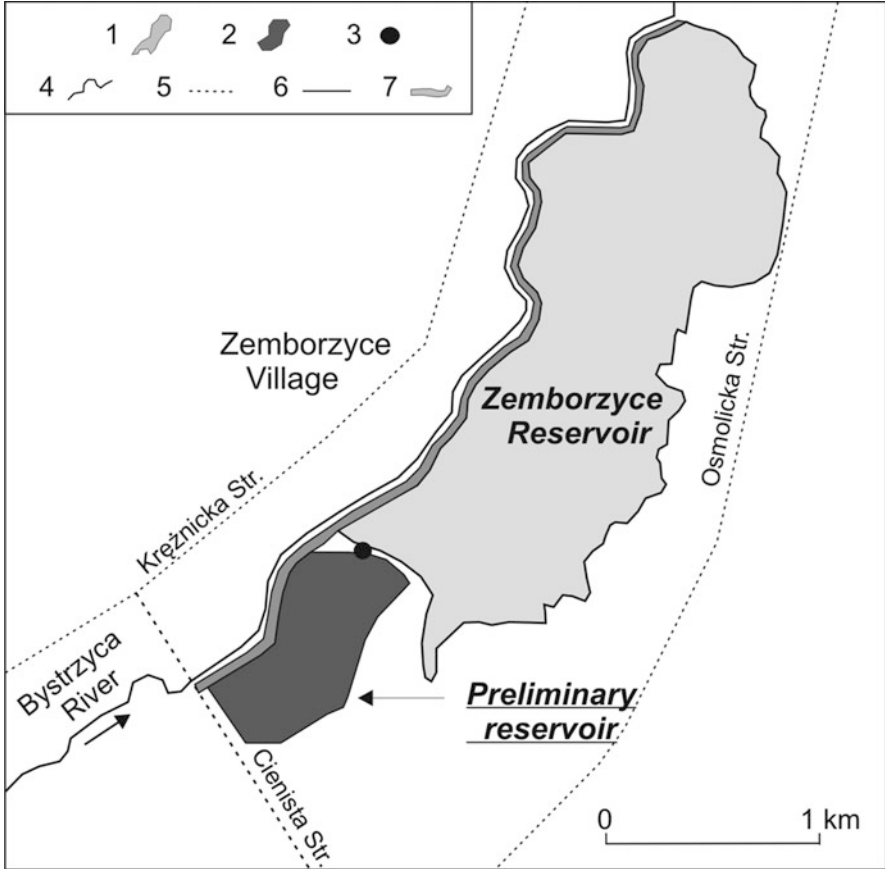 1 2 3
4 5 6 7
Zemborzyce
Village
Zemborzyce
Reservoir
Osmolicka Str.
Krężnicka Str.
Bystrzyca
River
Preliminary
reservoir
Cienista Str
0 1 km